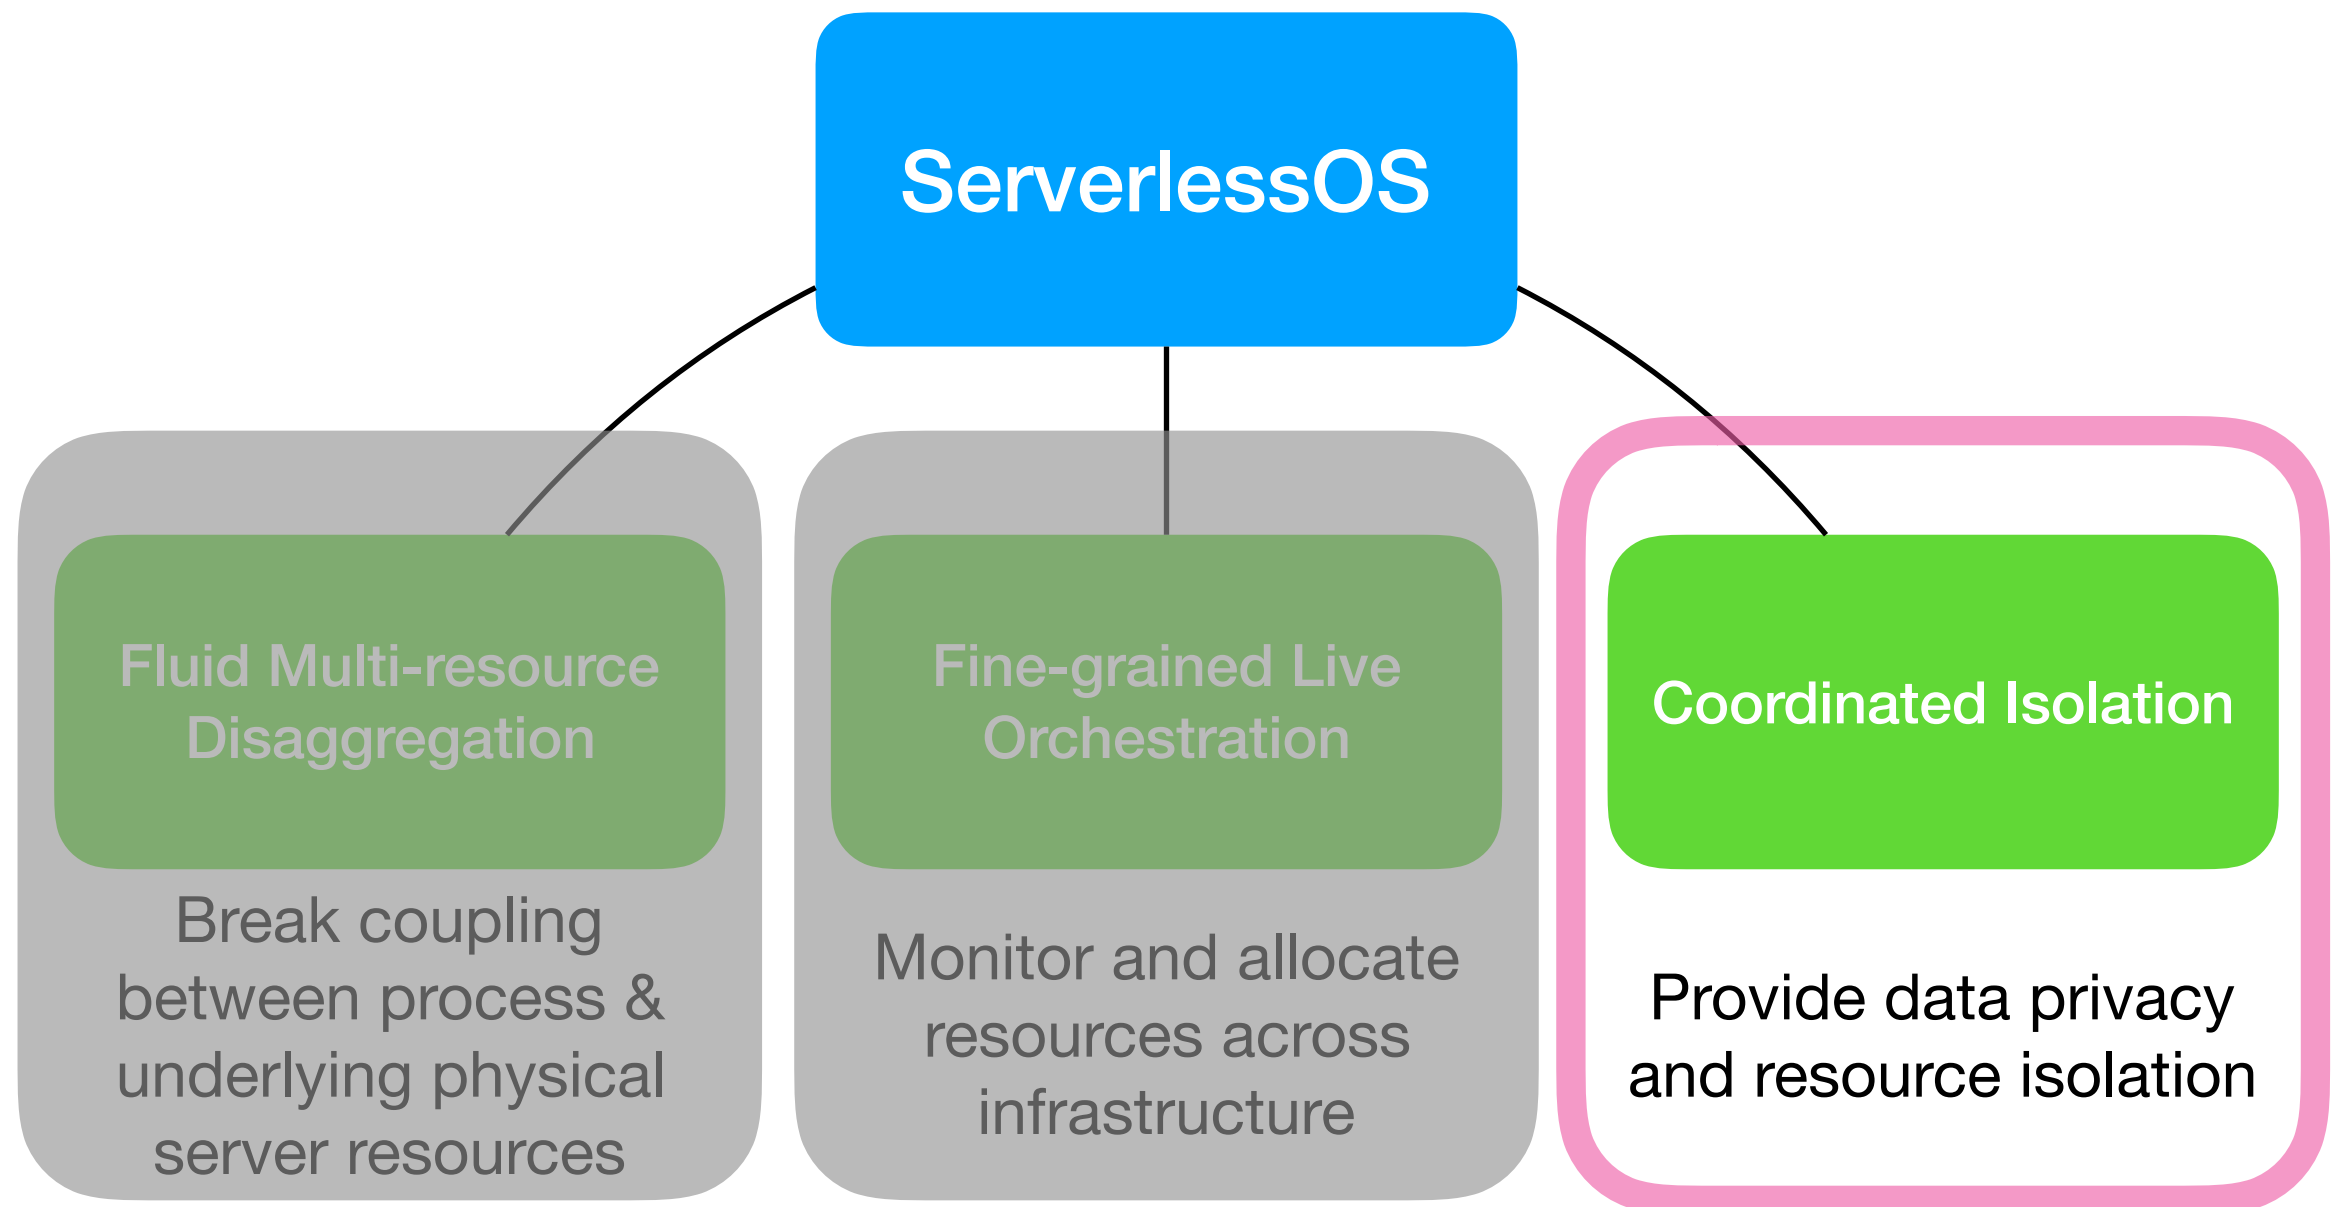 ServerlessOS
Fluid Multi-resource
Disaggregation
Break coupling
between process &
underlying physical
server resources
Fine-grained Live
Orchestration
Monitor and allocate
resources across
infrastructure
Coordinated Isolation
Provide data privacy
and resource isolation